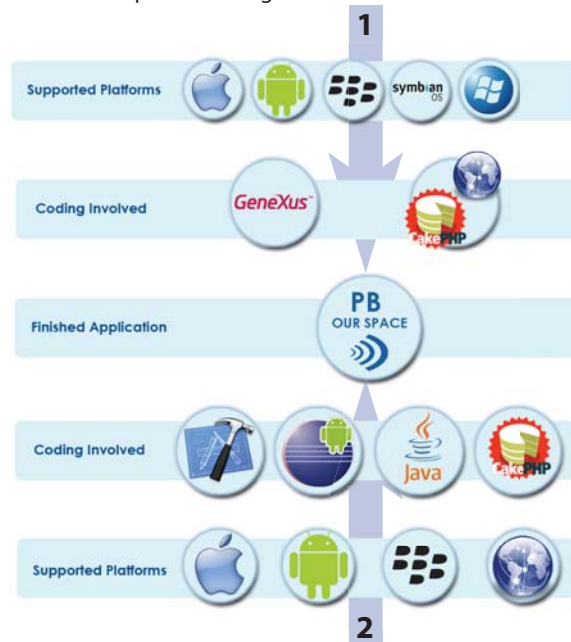 1
Supported Platforms
symbian
OS
Coding Involved
GeneXus™
CakePHP
PB
OUR SPACE
Finished Application
Coding Involved
Java
CakePHP
Supported Platforms
2